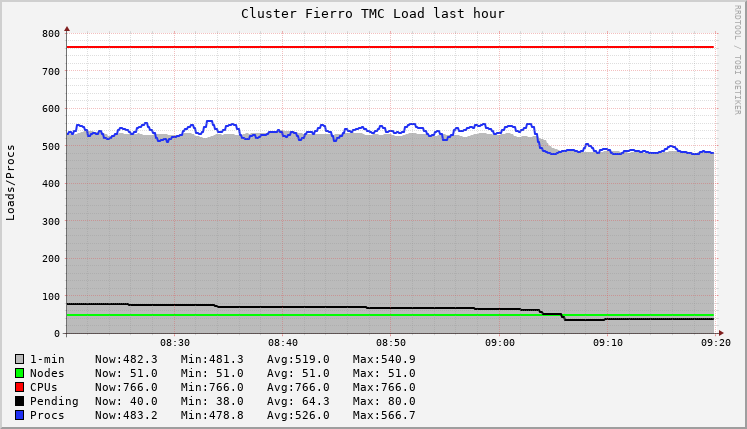 Cluster Fierro TMC Load last hour
RRDTOOL / TOBI OETIKER
Loads/Procs
800
700
600
500
400
300
200
100
0
08:30 08:40 08:50 09:00 09:10 09:20
1-min Now:482.3 Min:481.3 Avg:519.0 Max:540.9
Nodes Now: 51.0 Min: 51.0 Avg: 51.0 Max: 51.0
CPUs Now:766.0 Min:766.0 Avg:766.0 Max:766.0
Pending Now: 40.0 Min: 38.0 Avg: 64.3 Max: 80.0
Procs Now:483.2 Min:478.8 Avg:526.0 Max:566.7